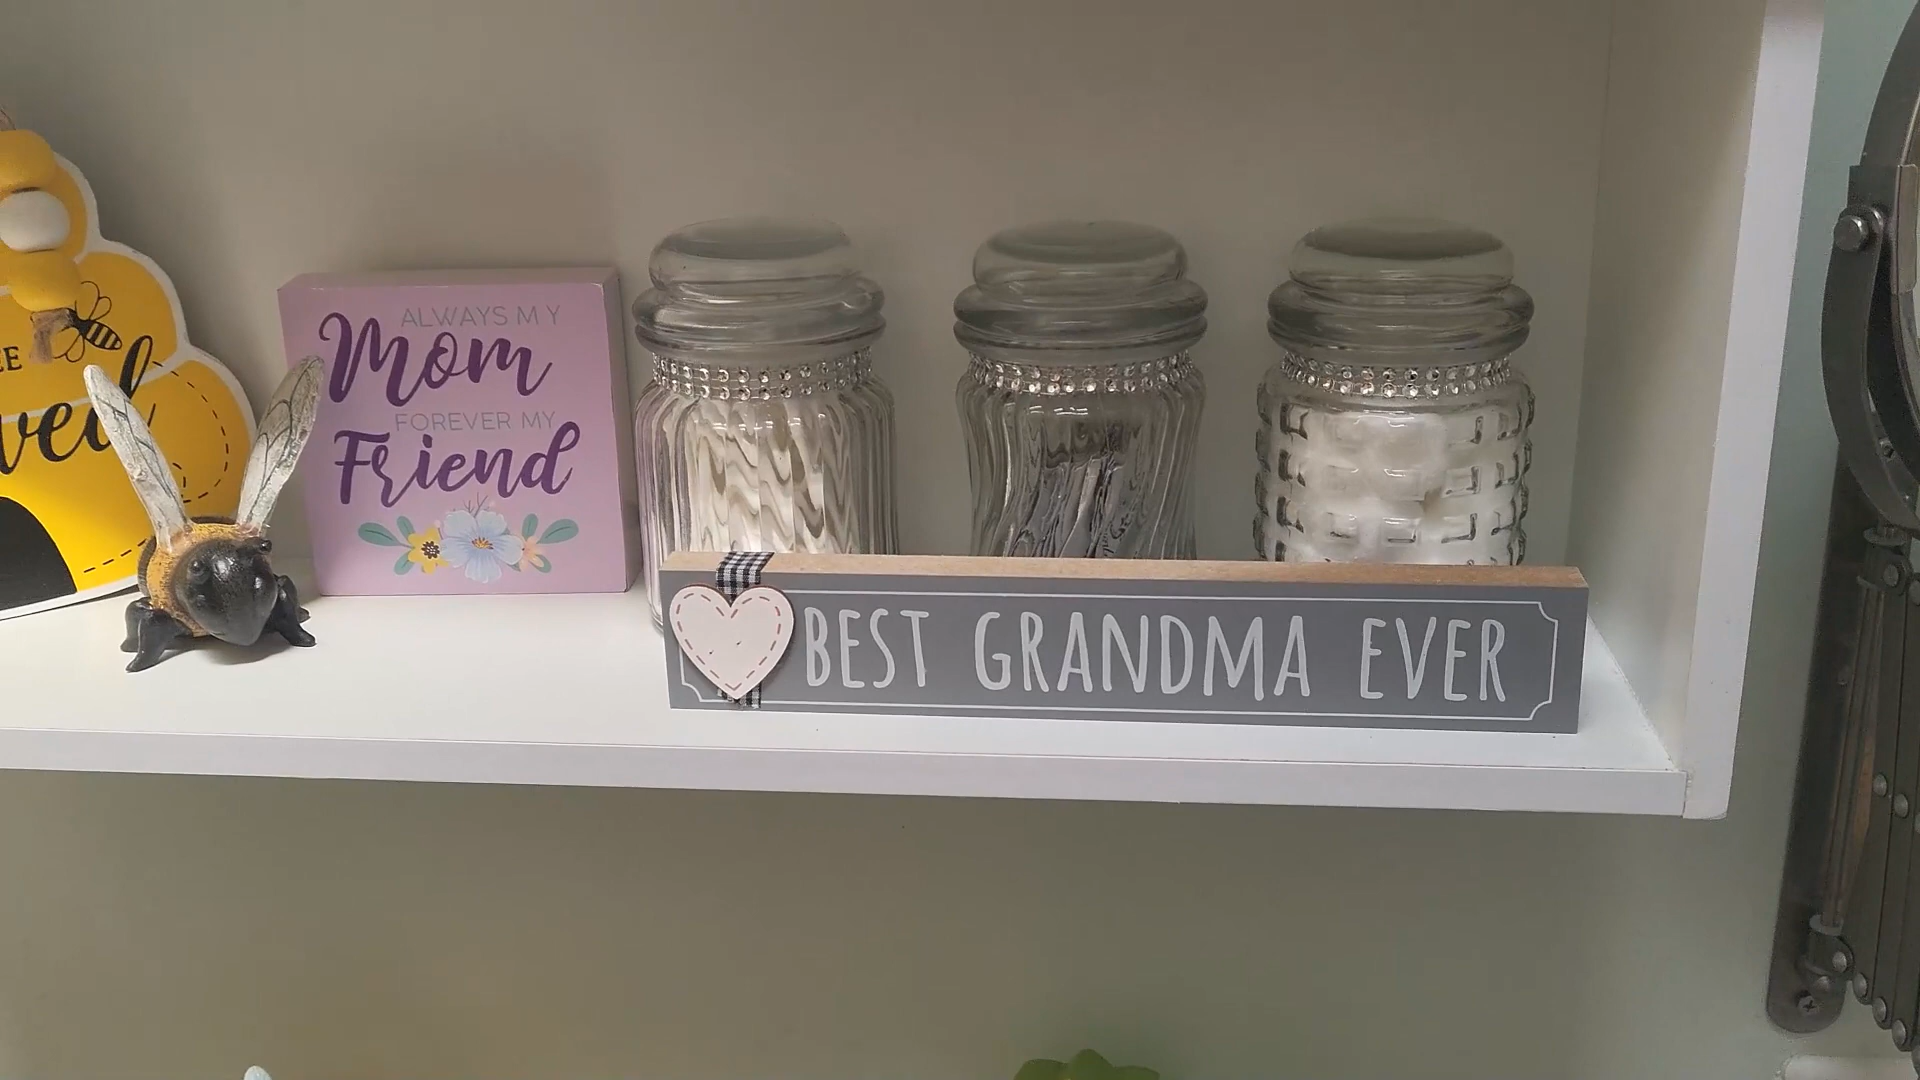 ALWAYS MY
Mom
FOREVER MY
Friend
BEST GRANDMA EVER